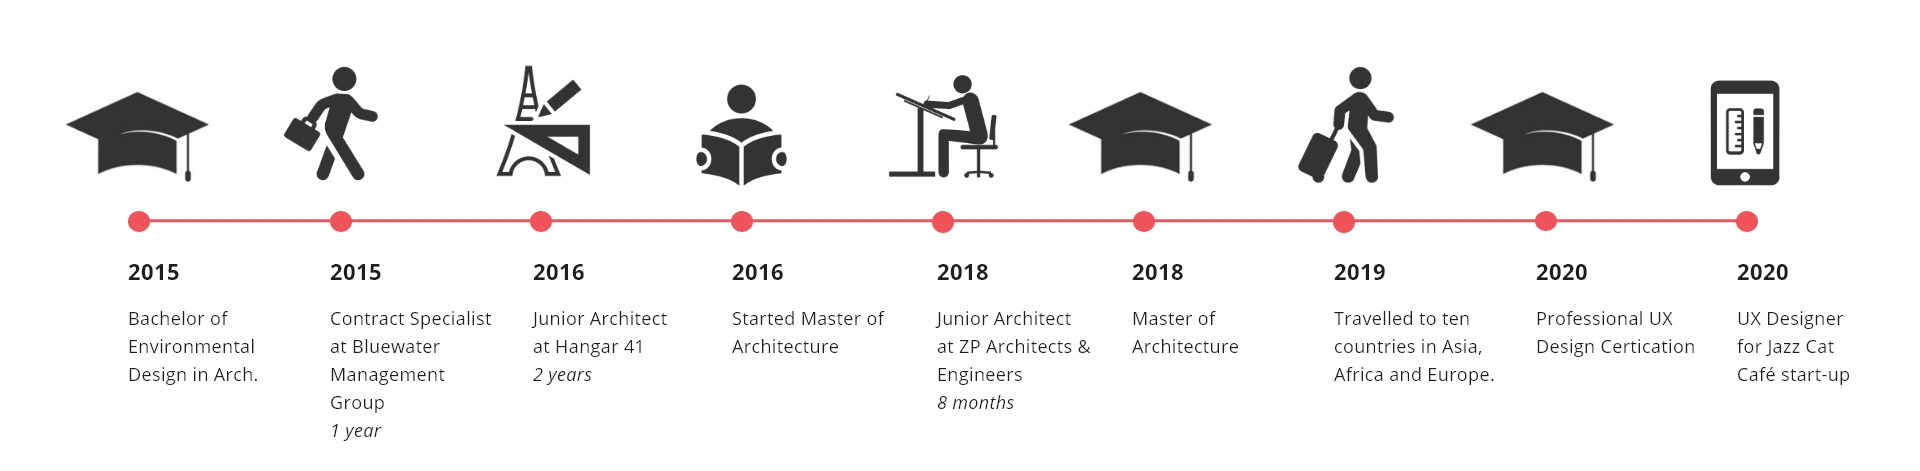 2015
Bachelor of
Environmental
Design in Arch.
2015
Contract Specialist
at Bluewater
Management
Group
1 year
2016
Junior Architect
at Hangar 41
2 years
2016
Started Master of
Architecture
2018
Junior Architect
at ZP Architects &
Engineers
8 months
2018
Master of
Architecture
2019
Travelled to ten
countries in Asia,
Africa and Europe.
2020
Professional UX
Design Certication
2020
UX Designer
for Jazz Cat
Café start-up